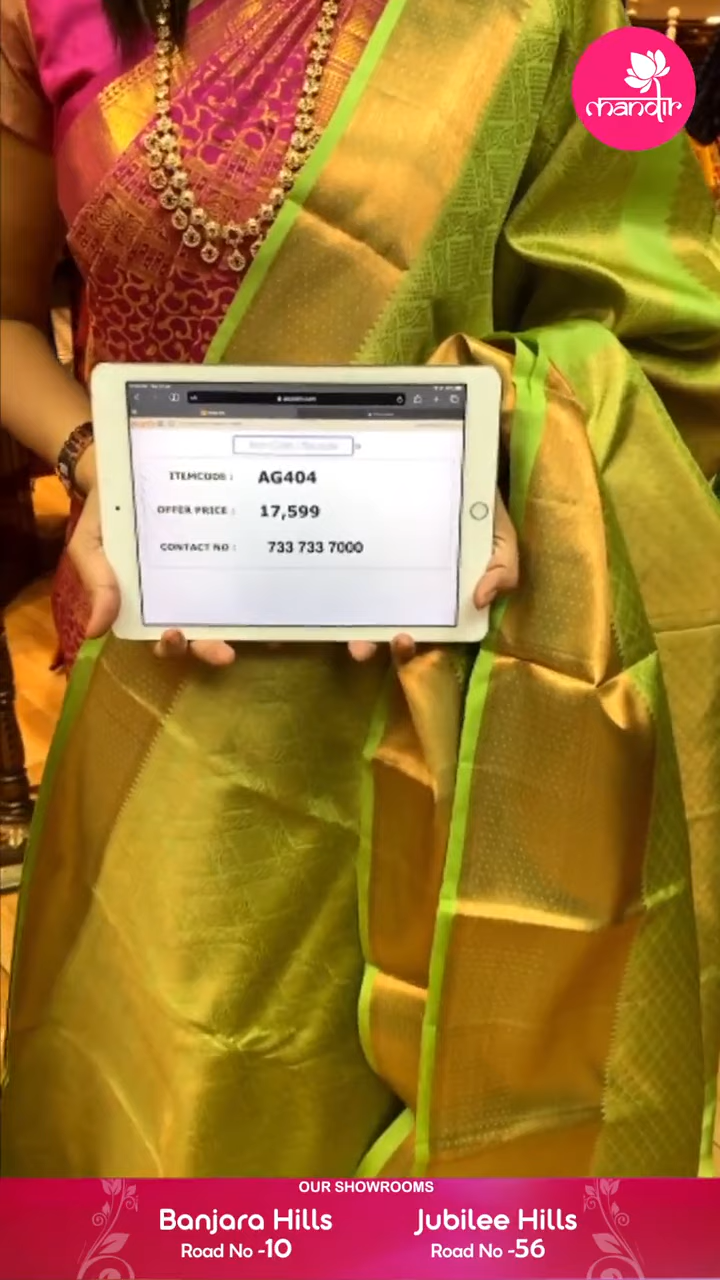 mandir
ITEMCODE : AG404
OFFER PRICE : 17,599
CONTACT NO : 733 733 7000
OUR SHOWROOMS
Banjara Hills
Road No -10
Jubilee Hills
Road No -56